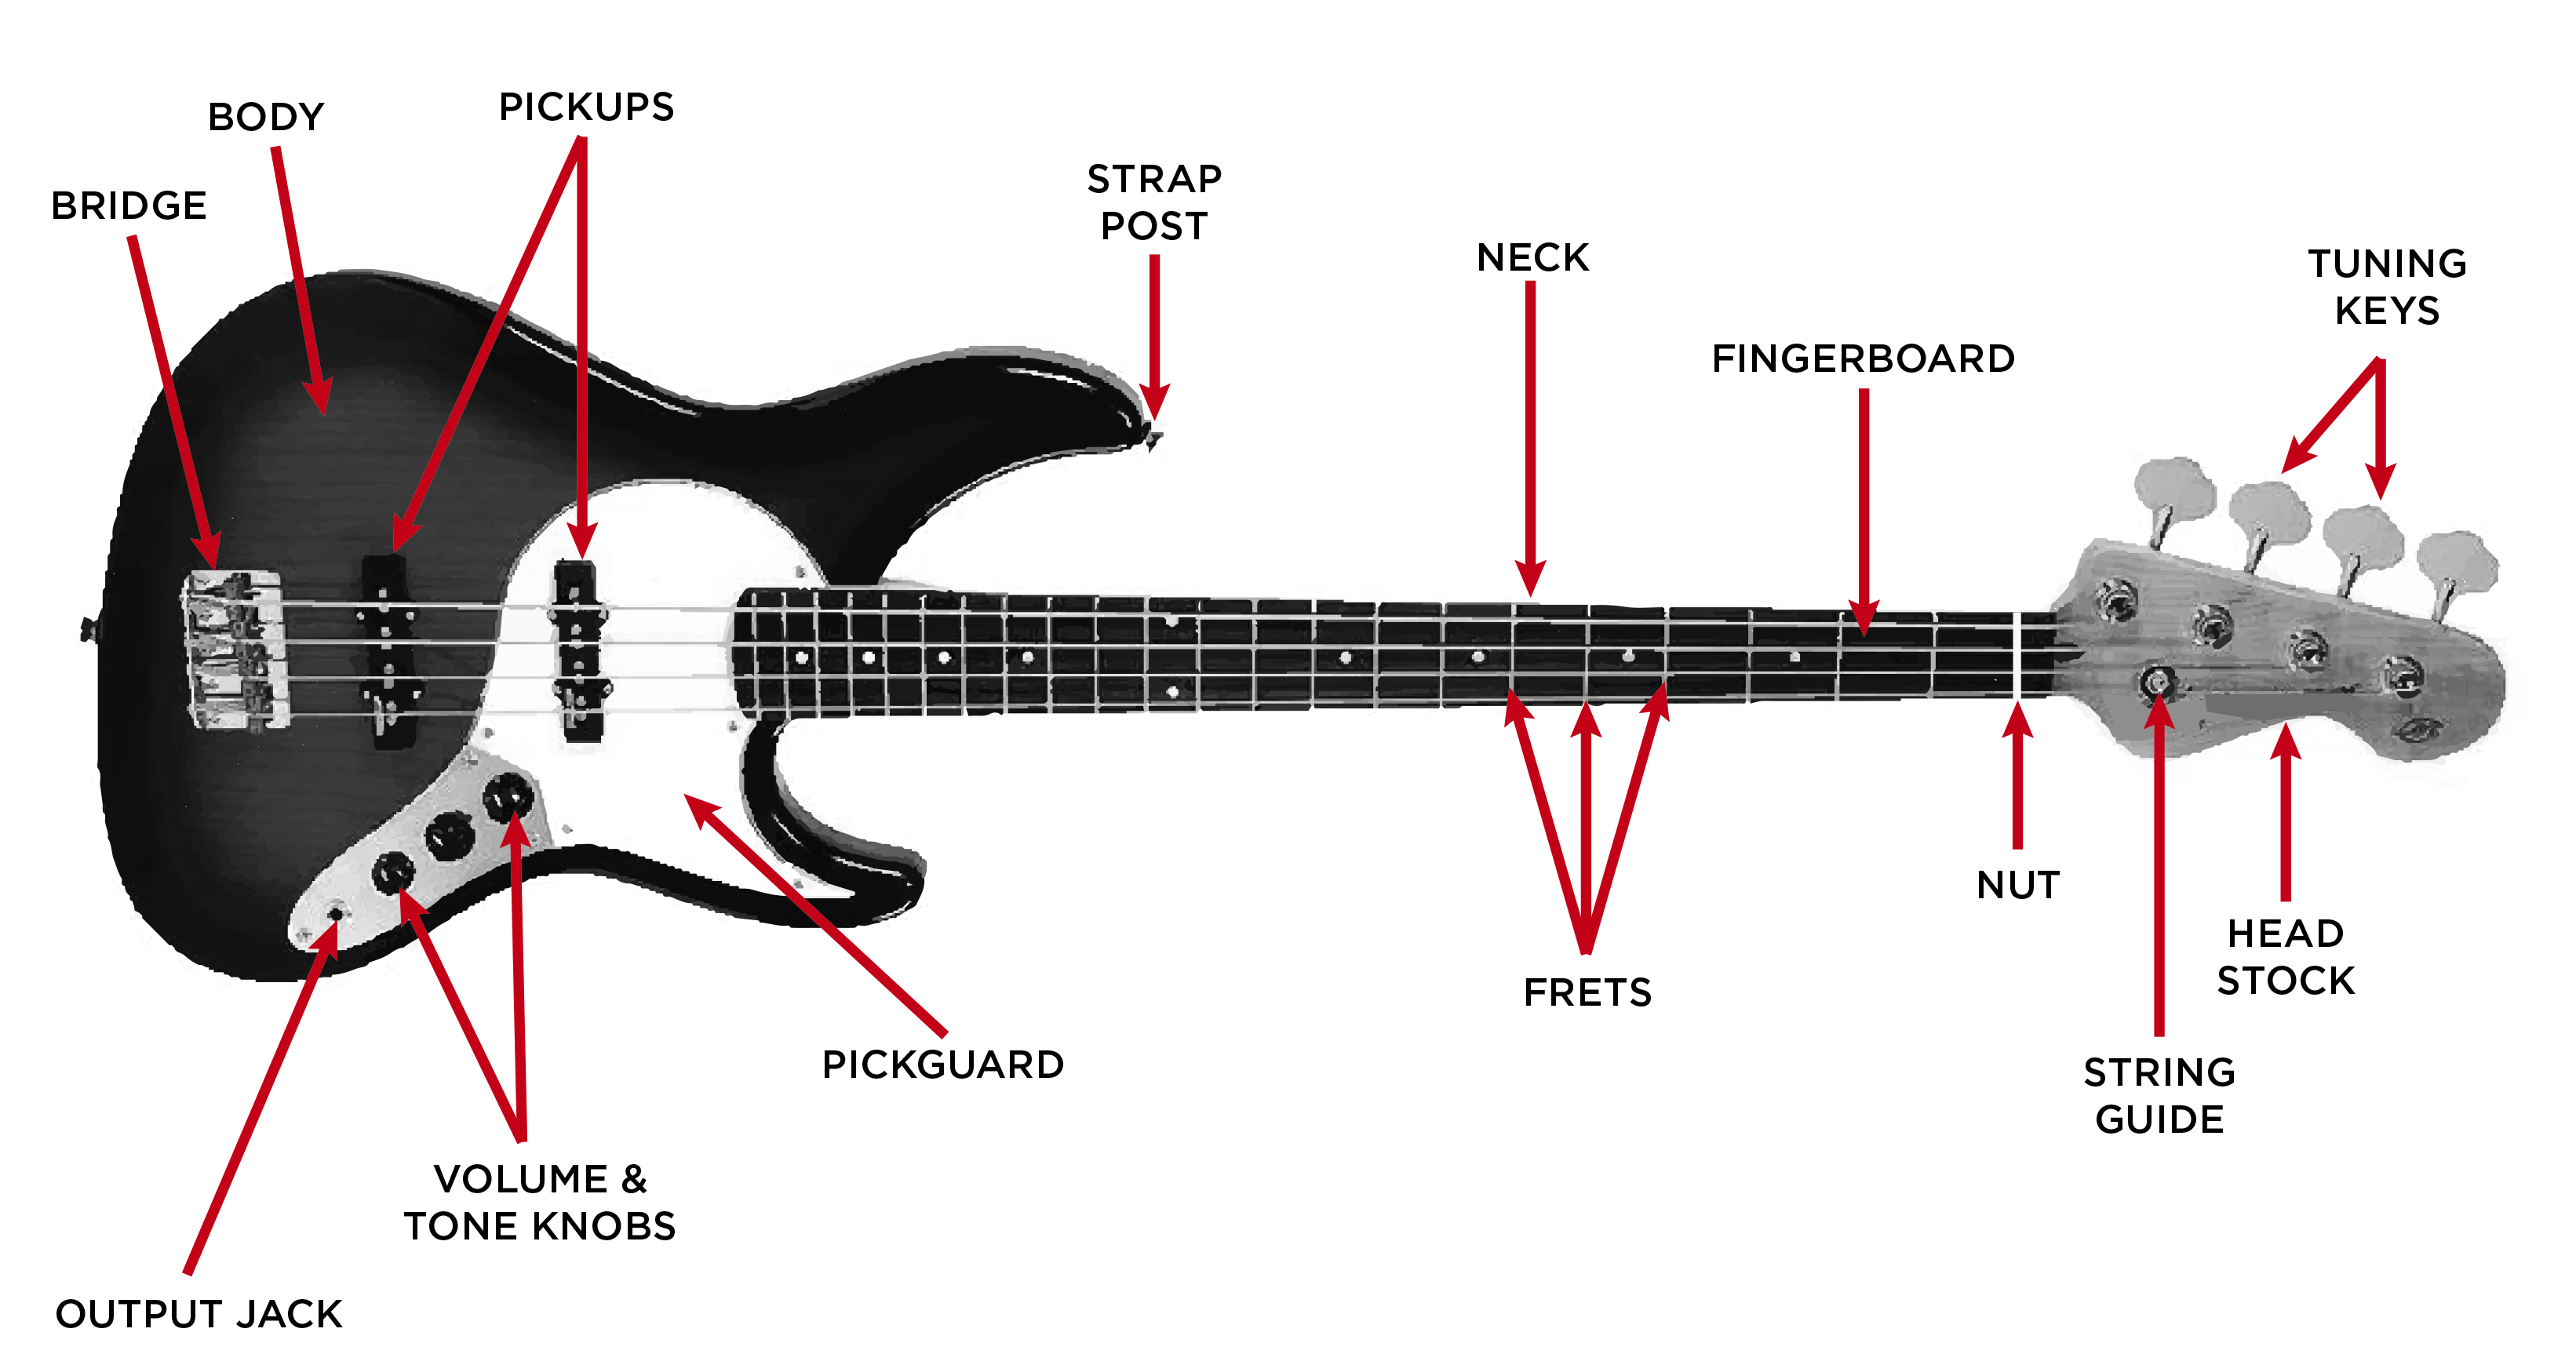 PICKUPS
BODY
BRIDGE
STRAP
POST
NECK
TUNING
KEYS
FINGERBOARD
NUT
HEAD
STOCK
FRETS
STRING
GUIDE
PICKGUARD
VOLUME &
TONE KNOBS
OUTPUT JACK